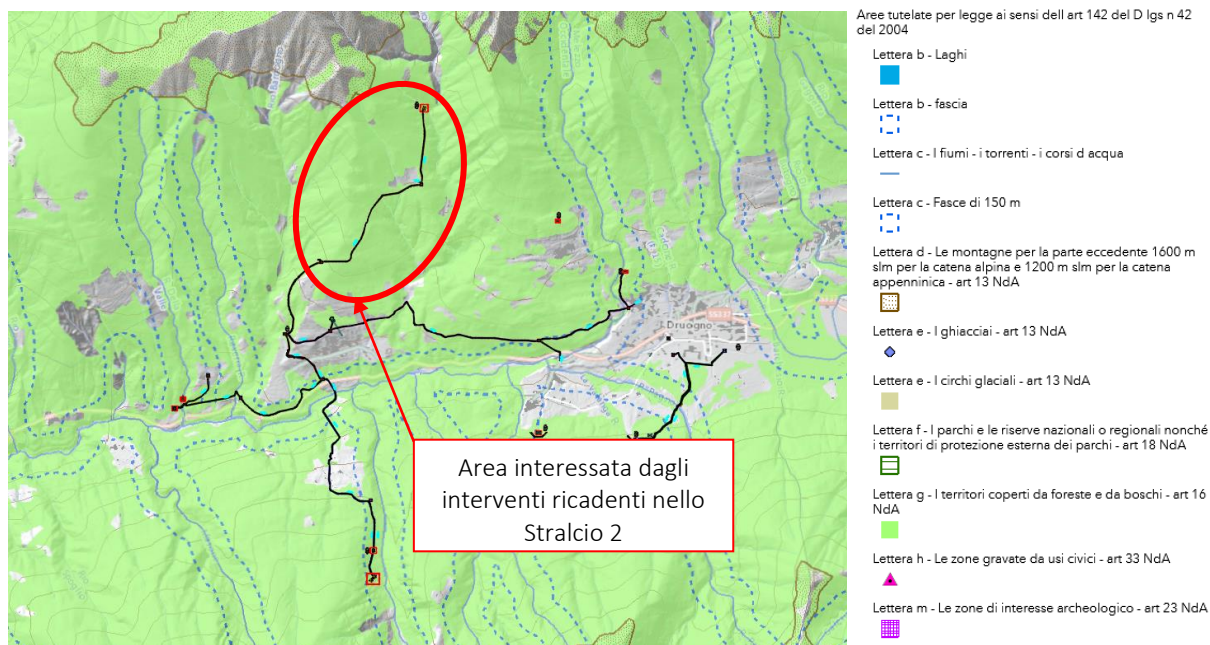 Aree tutelate per legge ai sensi dell art 142 del D lgs n 42
del 2004
Lettera b - Laghi
Lettera b - fascia
Lettera c - I fiumi - i torrenti - i corsi d acqua
Lettera c - Fasce di 150 m
Lettera d - Le montagne per la parte eccedente 1600 m
slm per la catena alpina e 1200 m slm per la catena
appenninica - art 13 NdA
Lettera e - I ghiacciai - art 13 NdA
Lettera e - I circhi glaciali - art 13 NdA
Lettera f - I parchi e le riserve nazionali o regionali nonché
i territori di protezione esterna dei parchi - art 18 NdA
Lettera g - I territori coperti da foreste e da boschi - art 16
NdA
Lettera h - Le zone gravate da usi civici - art 33 NdA
Lettera m - Le zone di interesse archeologico - art 23 NdA
SS337
Druogno
Area interessata dagli
interventi ricadenti nello
Stralcio 2